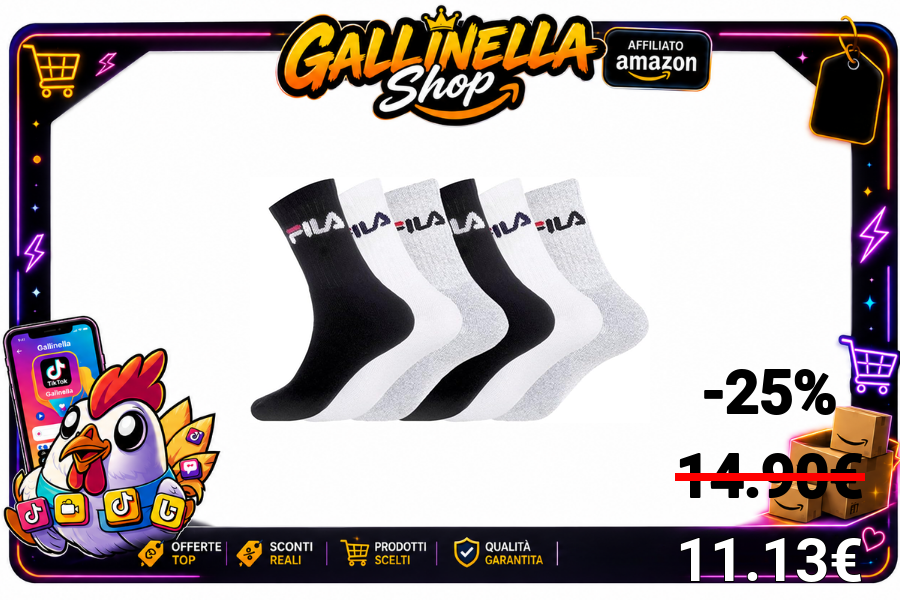 GALLINELLA
Shop
AFFILIATO
amazon
FILA
FILA
FILA
FILA
FILA
FILA
Gallinella
TikTok
Gallinella
-25%
14.90€
11.13€
OFFERTE
TOP
SCONTI
REALI
PRODOTTI
SCELTI
QUALITÀ
GARANTITA